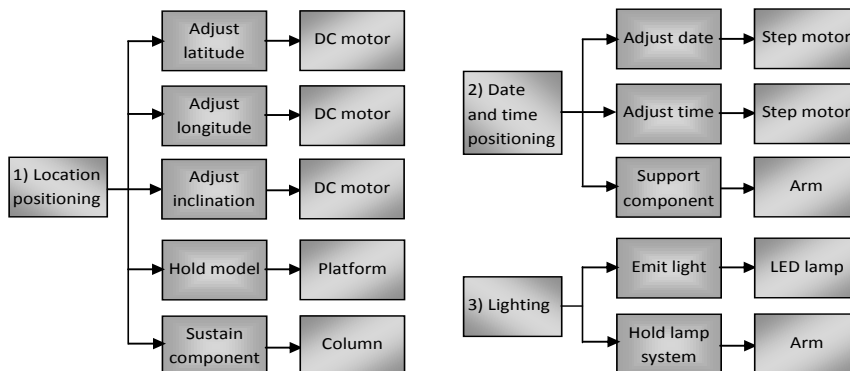 1) Location
positioning
Adjust
latitude
DC motor
Adjust
longitude
DC motor
Adjust
inclination
DC motor
Hold model
Platform
Sustain
component
Column
2) Date
and time
positioning
Adjust date
Step motor
Adjust time
Step motor
Support
component
Arm
3) Lighting
Emit light
LED lamp
Hold lamp
system
Arm